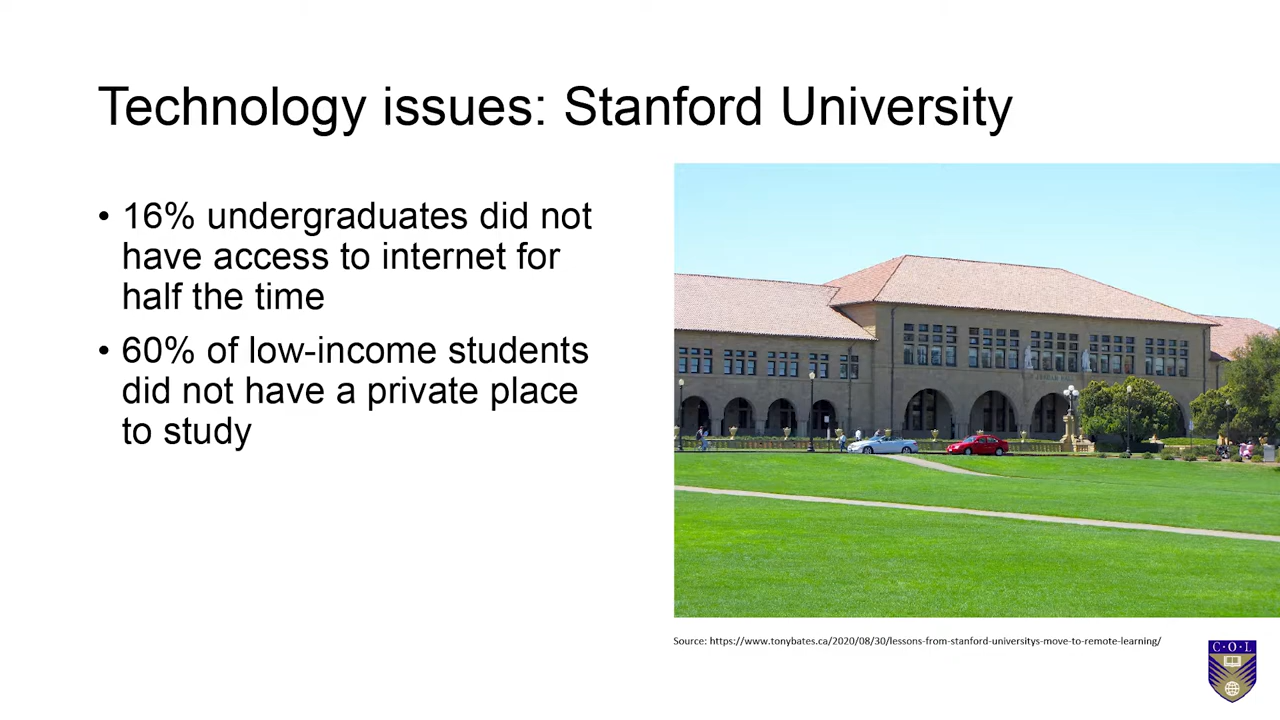 Technology issues: Stanford University
• 16% undergraduates did not
have access to internet for
half the time
• 60% of low-income students
did not have a private place
to study
Source: https://www.tonybates.ca/2020/08/30/lessons-from-stanford-universitys-move-to-remote-learning/
C·O·L